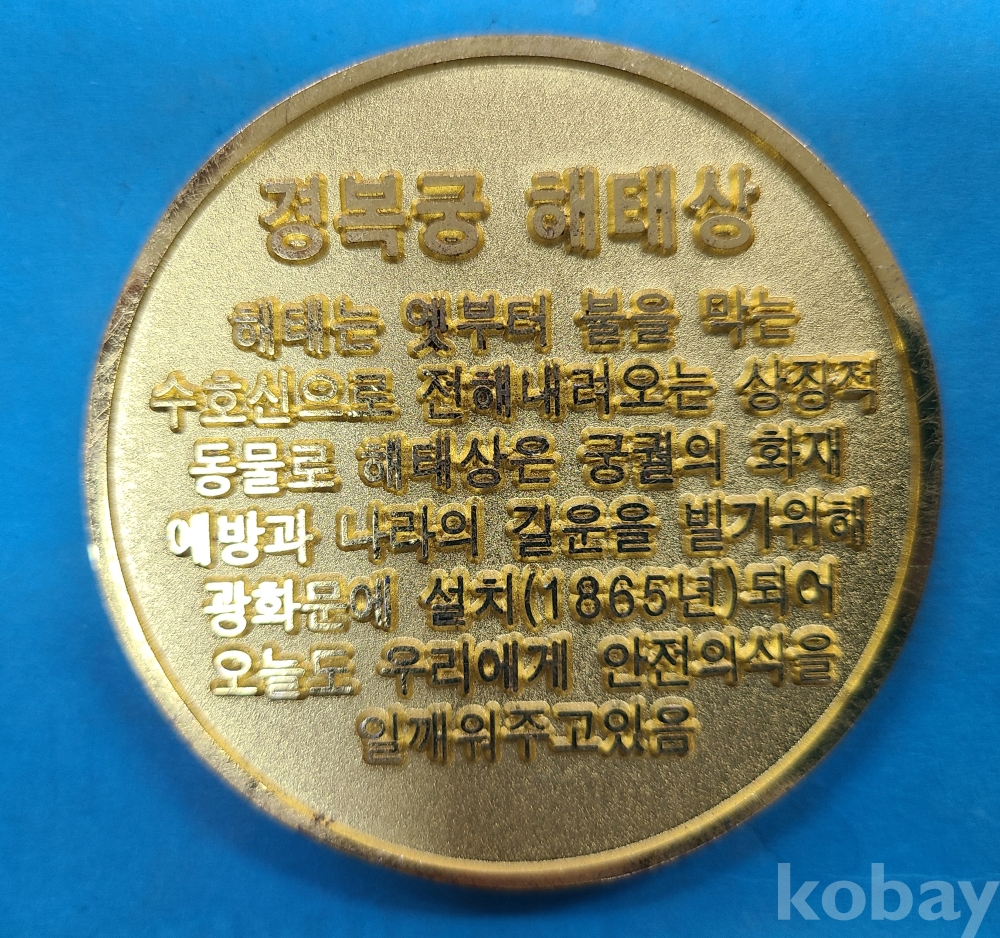 경복궁 해태상
해태는 옛부터 불을 막는
수호신으로 전해내려오는 상징적
동물로 해태상은 궁궐의 화재
예방과 나라의 길운을 빌기위해
광화문에 설치(1865년)되어
오늘도 우리에게 안전의식을
일깨워주고있음
kobay